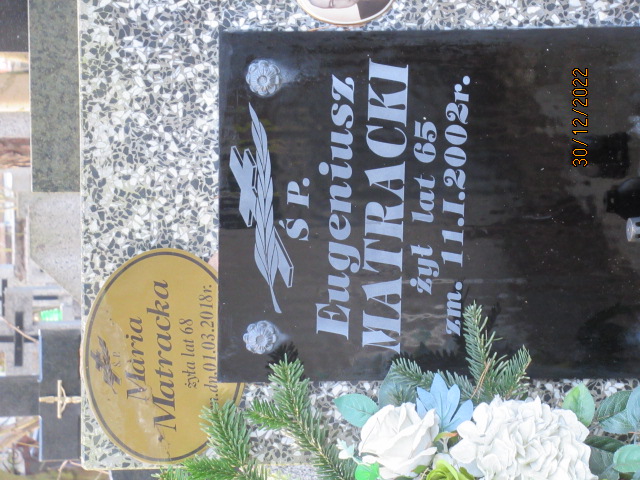 Ś P.
Eugeniusz
MATRACKI
żył lat 65.
zm. 11.I.2002r.
Ś P.
Maria
Matracka
żyła lat 68
zm.dn.01.03.2018r.
30/12/2022